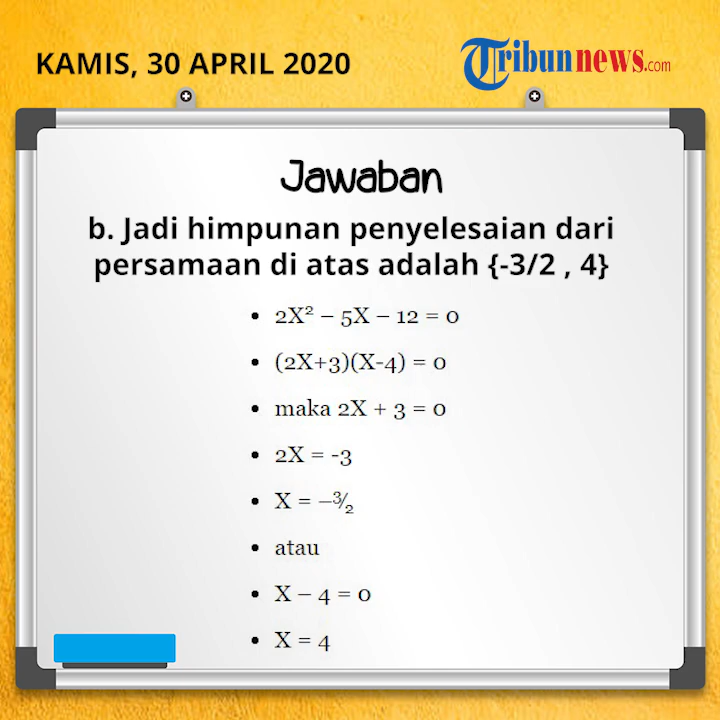 KAMIS, 30 APRIL 2020
Tribunnews.com
Jawaban
b. Jadi himpunan penyelesaian dari
persamaan di atas adalah {-3/2 , 4}
• 2X² – 5X – 12 = 0
• (2X+3)(X-4) = 0
• maka 2X + 3 = 0
• 2X = -3
• X = –3⁄2
• atau
• X – 4 = 0
• X = 4